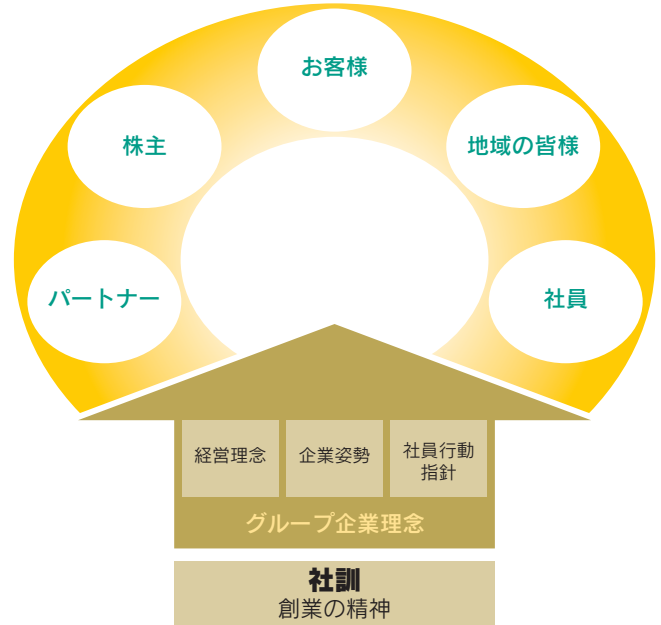 お客様
株主
地域の皆様
パートナー
社員
経営理念
企業姿勢
社員行動
指針
グループ企業理念
社訓
創業の精神